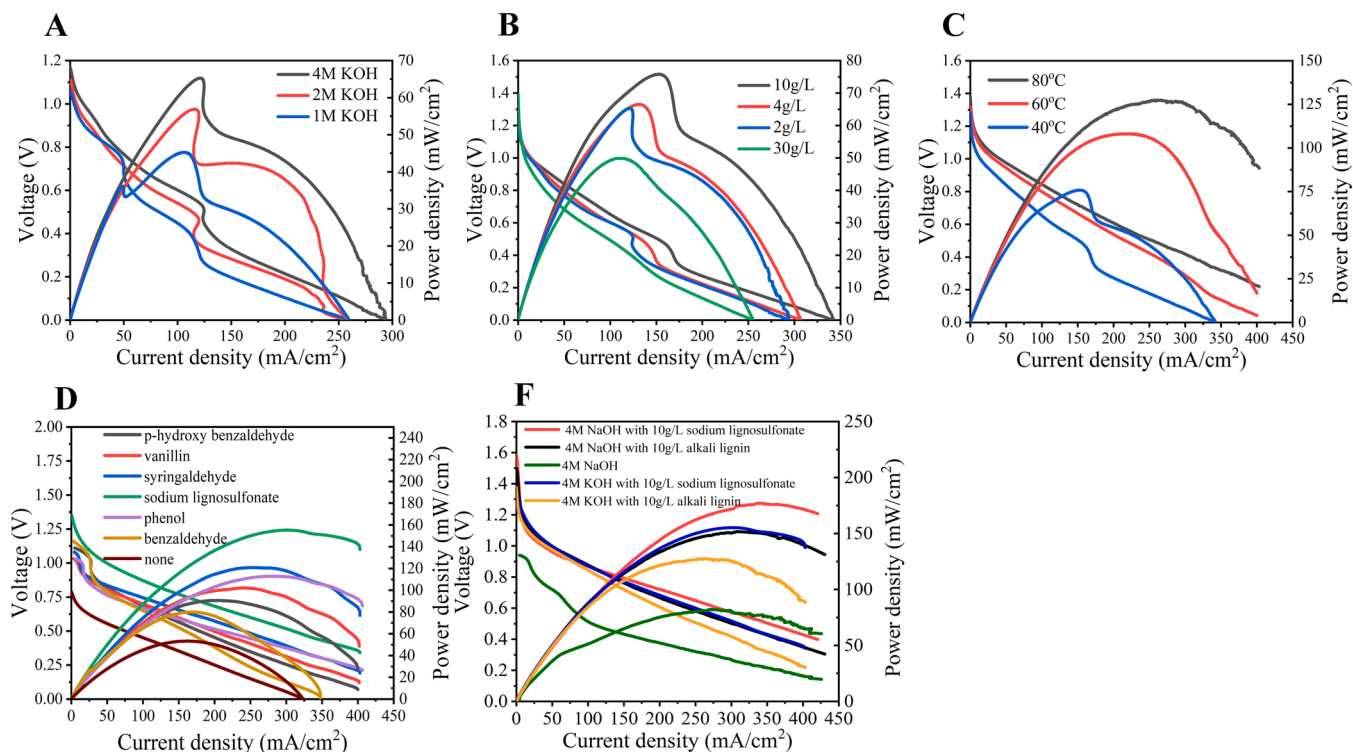 A
1.2
1.0
0.8
0.6
0.4
0.2
0.0
Voltage (V)
4M KOH
2M KOH
1M KOH
70
60
50
40
30
20
10
0
Power density (mW/cm²)
0 50 100 150 200 250 300
Current density (mA/cm²)
B
1.6
1.4
1.2
1.0
0.8
0.6
0.4
0.2
0.0
Voltage (V)
10g/L
4g/L
2g/L
30g/L
80
70
60
50
40
30
20
10
0
Power density (mW/cm²)
0 50 100 150 200 250 300 350
Current density (mA/cm²)
C
1.6
1.4
1.2
1.0
0.8
0.6
0.4
0.2
0.0
Voltage (V)
80°C
60°C
40°C
150
125
100
75
50
25
0
Power density (mW/cm²)
0 50 100 150 200 250 300 350 400 450
Current density (mA/cm²)
D
2.00
1.75
1.50
1.25
1.00
0.75
0.50
0.25
0.00
Voltage (V)
p-hydroxy benzaldehyde
vanillin
syringaldehyde
sodium lignosulfonate
phenol
benzaldehyde
none
240
220
200
180
160
140
120
100
80
60
40
20
0
Power density (mW/cm²)
0 50 100 150 200 250 300 350 400 450
Current density (mA/cm²)
F
1.8
1.6
1.4
1.2
1.0
0.8
0.6
0.4
0.2
0.0
Voltage (V)
4M NaOH with 10g/L sodium lignosulfonate
4M NaOH with 10g/L alkali lignin
4M NaOH
4M KOH with 10g/L sodium lignosulfonate
4M KOH with 10g/L alkali lignin
250
200
150
100
50
0
Power density (mW/cm²)
0 50 100 150 200 250 300 350 400 450
Current density (mA/cm²)